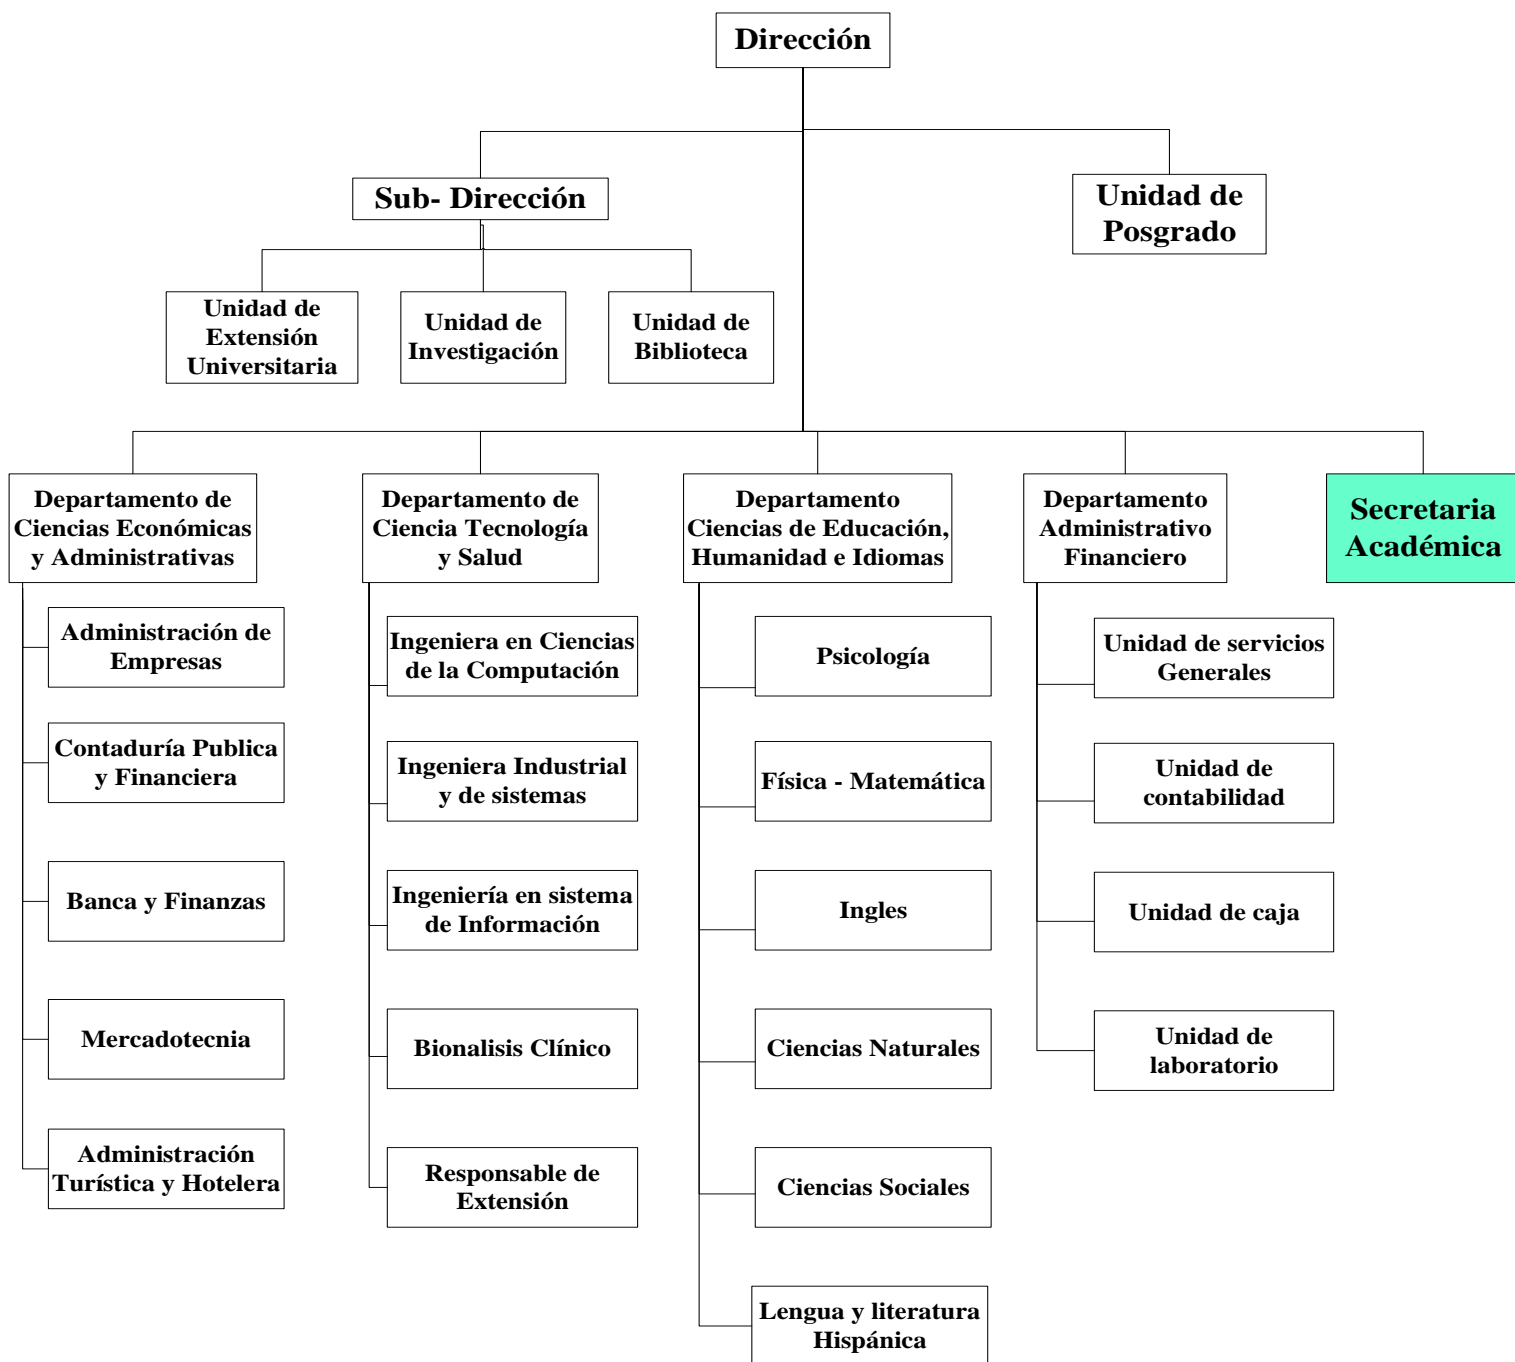 Dirección
Sub- Dirección
Unidad de
Posgrado
Unidad de
Extensión
Universitaria
Unidad de
Investigación
Unidad de
Biblioteca
Departamento de
Ciencias Económicas
y Administrativas
Departamento de
Ciencia Tecnología
y Salud
Departamento
Ciencias de Educación,
Humanidad e Idiomas
Departamento
Administrativo
Financiero
Secretaria
Académica
Administración de
Empresas
Contaduría Publica
y Financiera
Banca y Finanzas
Mercadotecnia
Administración
Turística y Hotelera
Ingeniera en Ciencias
de la Computación
Ingeniera Industrial
y de sistemas
Ingeniería en sistema
de Información
Bionalisis Clínico
Responsable de
Extensión
Psicología
Física - Matemática
Ingles
Ciencias Naturales
Ciencias Sociales
Lengua y literatura
Hispánica
Unidad de servicios
Generales
Unidad de
contabilidad
Unidad de caja
Unidad de
laboratorio